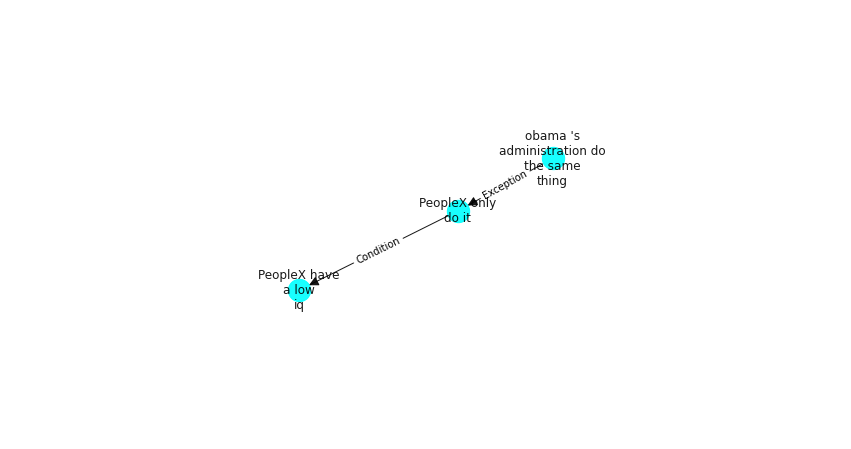 obama 's
administration do
the same
thing
Exception
PeopleX only
do it
Condition
PeopleX have
a low
iq